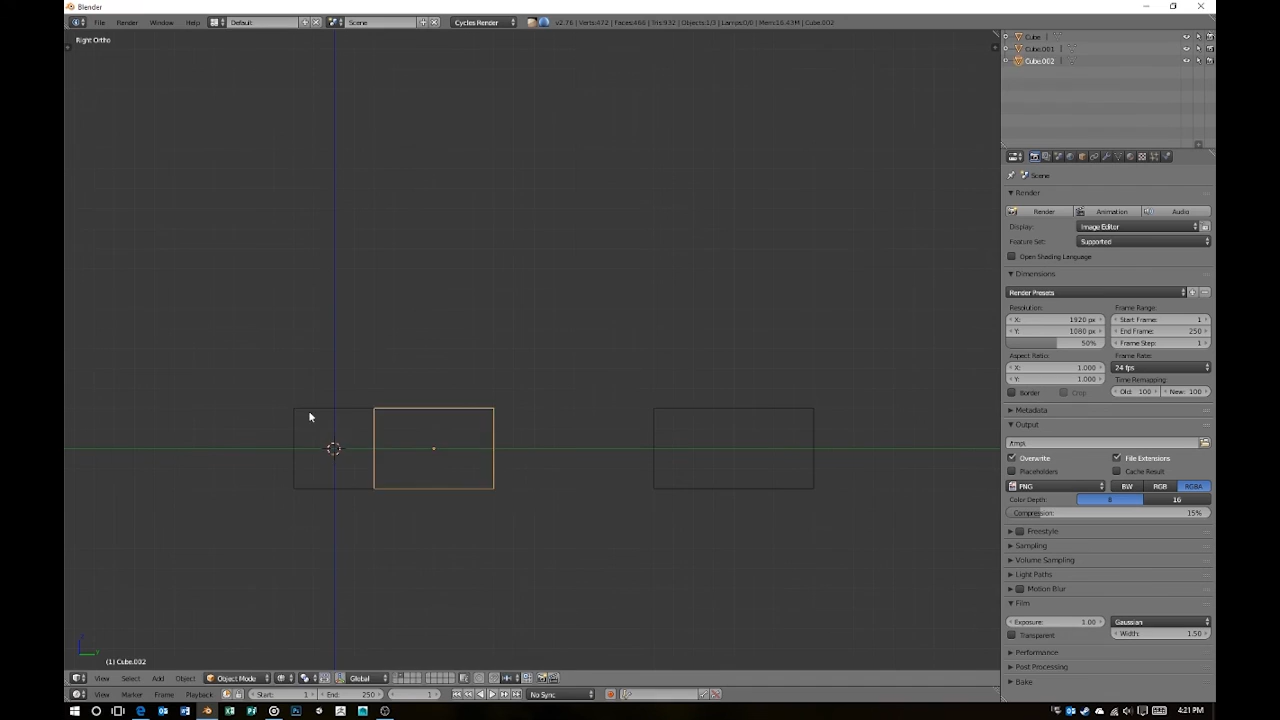 Blender
File Render Window Help Default Scene Cycles Render v2.76 | Verts:472 | Faces:466 | Tris:932 | Objects:1/3 | Lamps:0/0 | Mem:16.43M | Cube.002
Right Ortho
Cube
Cube.001
Cube.002
Scene
Render
Render Animation Audio
Display: Image Editor
Feature Set: Supported
Open Shading Language
Dimensions
Render Presets
Resolution: Frame Range:
X: 1920 px Start Frame: 1
Y: 1080 px End Frame: 250
50% Frame Step: 1
Aspect Ratio: Frame Rate:
X: 1.000 24 fps
Y: 1.000 Time Remapping:
Border Crop Old: 100 New: 100
Metadata
Output
/tmp\
Overwrite File Extensions
Placeholders Cache Result
PNG BW RGB RGBA
Color Depth: 8 16
Compression: 15%
Freestyle
Sampling
Volume Sampling
Light Paths
Motion Blur
Film
Exposure: 1.00 Gaussian
Transparent Width: 1.50
Performance
Post Processing
Bake
(1) Cube.002
View Select Add Object Object Mode Global
View Marker Frame Playback Start: 1 End: 250 1 No Sync
4:21 PM